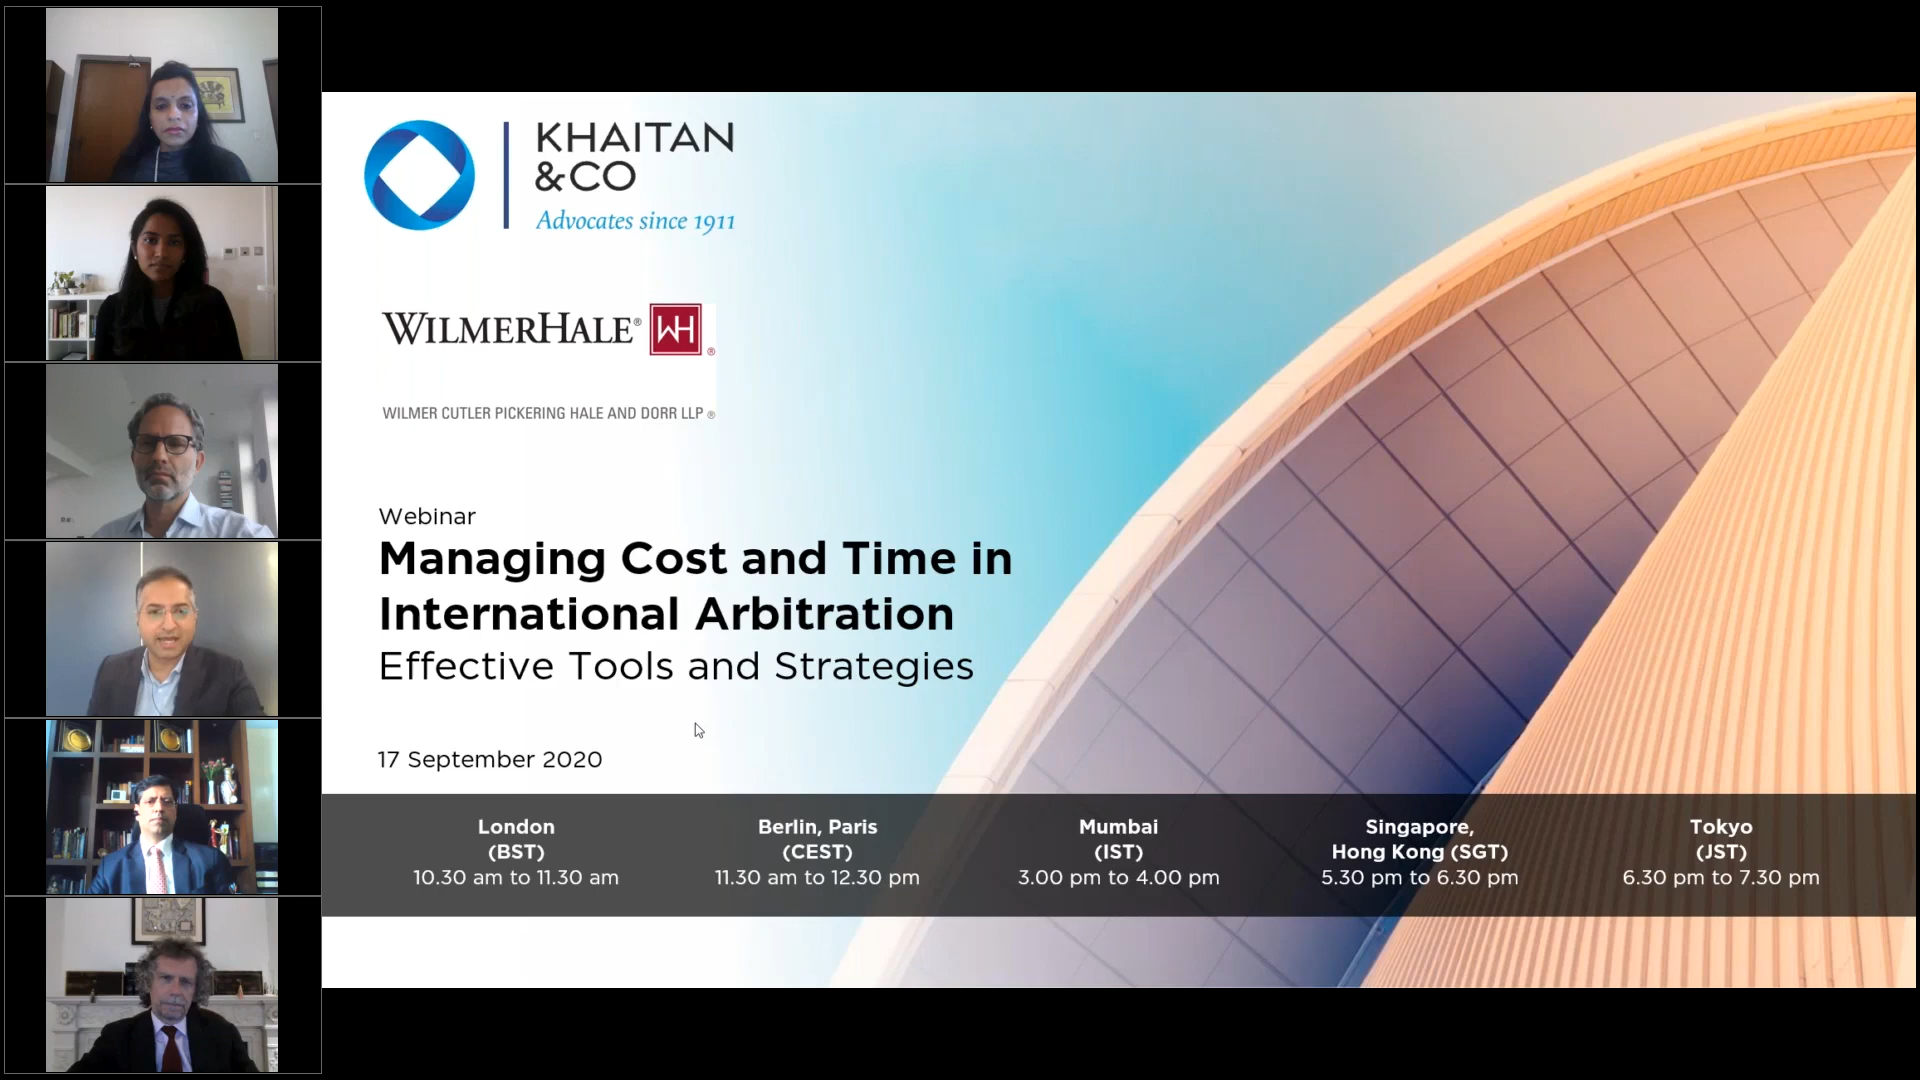 KHAITAN
&CO
Advocates since 1911
WILMERHALE® WH ®
WILMER CUTLER PICKERING HALE AND DORR LLP ®
Webinar
Managing Cost and Time in
International Arbitration
Effective Tools and Strategies
17 September 2020
London
(BST)
10.30 am to 11.30 am
Berlin, Paris
(CEST)
11.30 am to 12.30 pm
Mumbai
(IST)
3.00 pm to 4.00 pm
Singapore,
Hong Kong (SGT)
5.30 pm to 6.30 pm
Tokyo
(JST)
6.30 pm to 7.30 pm